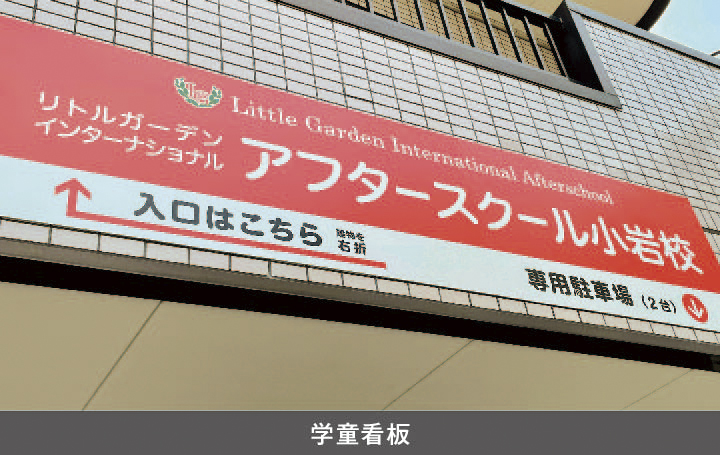 LG
Little Garden International Afterschool
リトルガーデン
インターナショナル
アフタースクール小岩校
入口はこちら
建物を
右折
専用駐車場（2台）
学童看板